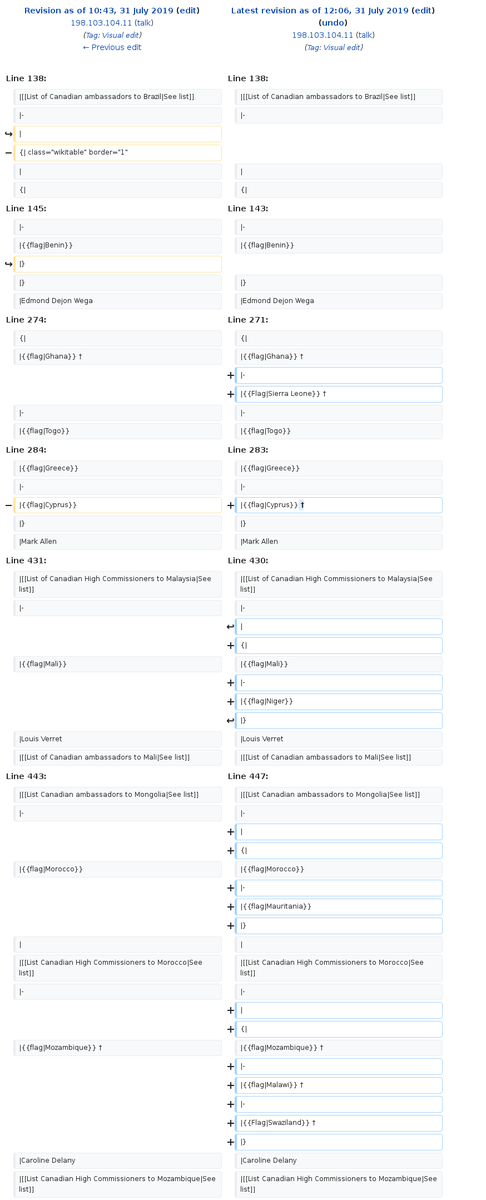 Revision as of 10:43, 31 July 2019 (edit)
198.103.104.11 (talk)
(Tag: Visual edit)
← Previous edit
Latest revision as of 12:06, 31 July 2019 (edit)
(undo)
198.103.104.11 (talk)
(Tag: Visual edit)
Line 138:
Line 138:
|[[List of Canadian ambassadors to Brazil|See list]]
|[[List of Canadian ambassadors to Brazil|See list]]
|-
|-
↪ |
− {| class="wikitable" border="1"
|
|
{|
{|
Line 145:
Line 143:
|-
|-
|{{flag|Benin}}
|{{flag|Benin}}
↪ |}
|}
|}
|Edmond Dejon Wega
|Edmond Dejon Wega
Line 274:
Line 271:
{|
{|
|{{flag|Ghana}} †
|{{flag|Ghana}} †
+ |-
+ |{{Flag|Sierra Leone}} †
|-
|-
|{{flag|Togo}}
|{{flag|Togo}}
Line 284:
Line 283:
|{{flag|Greece}}
|{{flag|Greece}}
|-
|-
− |{{flag|Cyprus}}
+ |{{flag|Cyprus}} †
|}
|}
|Mark Allen
|Mark Allen
Line 431:
Line 430:
|[[List of Canadian High Commissioners to Malaysia|See
list]]
|[[List of Canadian High Commissioners to Malaysia|See
list]]
|-
|-
↩ |
+ {|
|{{flag|Mali}}
|{{flag|Mali}}
+ |-
+ |{{flag|Niger}}
↩ |}
|Louis Verret
|Louis Verret
|[[List of Canadian ambassadors to Mali|See list]]
|[[List of Canadian ambassadors to Mali|See list]]
Line 443:
Line 447:
|[[List Canadian ambassadors to Mongolia|See list]]
|[[List Canadian ambassadors to Mongolia|See list]]
|-
|-
+ |
+ {|
|{{flag|Morocco}}
|{{flag|Morocco}}
+ |-
+ |{{flag|Mauritania}}
+ |}
|
|
|[[List Canadian High Commissioners to Morocco|See
list]]
|[[List Canadian High Commissioners to Morocco|See
list]]
|-
|-
+ |
+ {|
|{{flag|Mozambique}} †
|{{flag|Mozambique}} †
+ |-
+ |{{flag|Malawi}} †
+ |-
+ |{{Flag|Swaziland}} †
+ |}
|Caroline Delany
|Caroline Delany
|[[List Canadian High Commissioners to Mozambique|See
list]]
|[[List Canadian High Commissioners to Mozambique|See
list]]